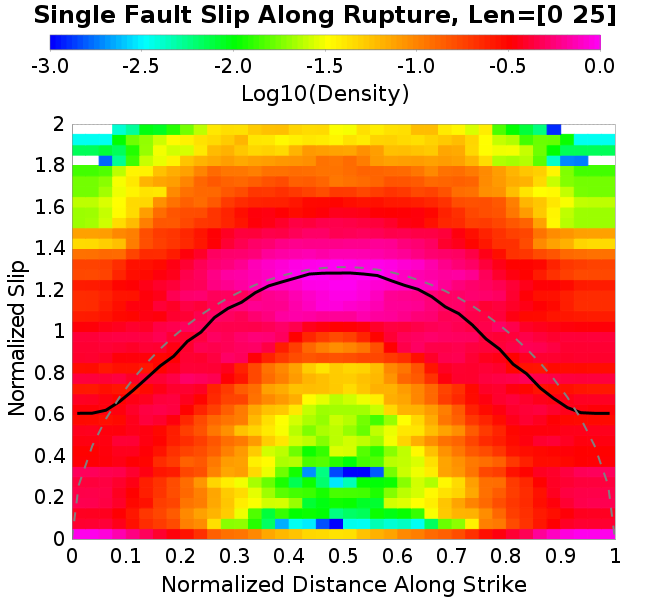 Single Fault Slip Along Rupture, Len=[0 25]
-3.0 -2.5 -2.0 -1.5 -1.0 -0.5 0.0
Log10(Density)
2
1.8
1.6
1.4
1.2
1
0.8
0.6
0.4
0.2
0
Normalized Slip
0 0.1 0.2 0.3 0.4 0.5 0.6 0.7 0.8 0.9 1
Normalized Distance Along Strike